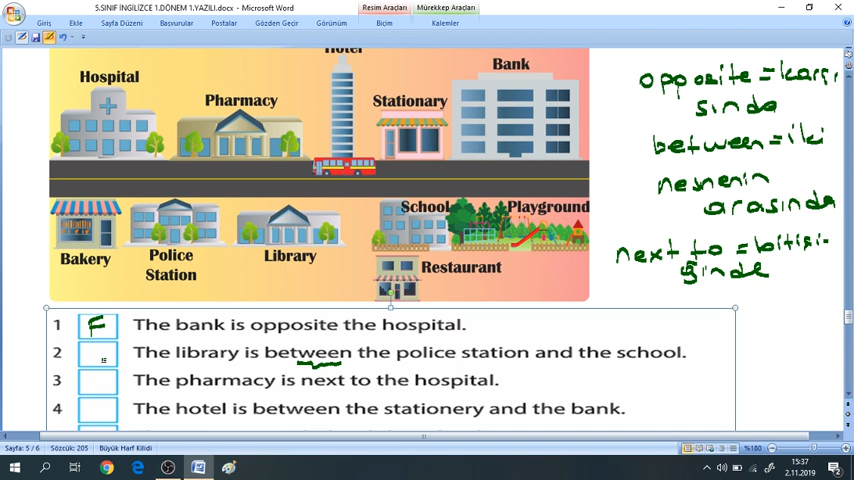 5.SINIF İNGİLİZCE 1.DÖNEM 1.YAZILI.docx - Microsoft Word
Resim Araçları
Mürekkep Araçları
Giriş
Ekle
Sayfa Düzeni
Başvurular
Postalar
Gözden Geçir
Görünüm
Biçim
Kalemler
Hotel
Hospital
Pharmacy
Stationary
Bank
School
Playground
Bakery
Police
Station
Library
Restaurant
opposite = karşı
sında
between = iki
nesnenin
arasında
next to = bitişi-
ğinde
1 F The bank is opposite the hospital.
2 The library is between the police station and the school.
3 The pharmacy is next to the hospital.
4 The hotel is between the stationery and the bank.
Sayfa: 5 / 6
Sözcük: 205
Büyük Harf Kilidi
%180
15:37
2.11.2019
2